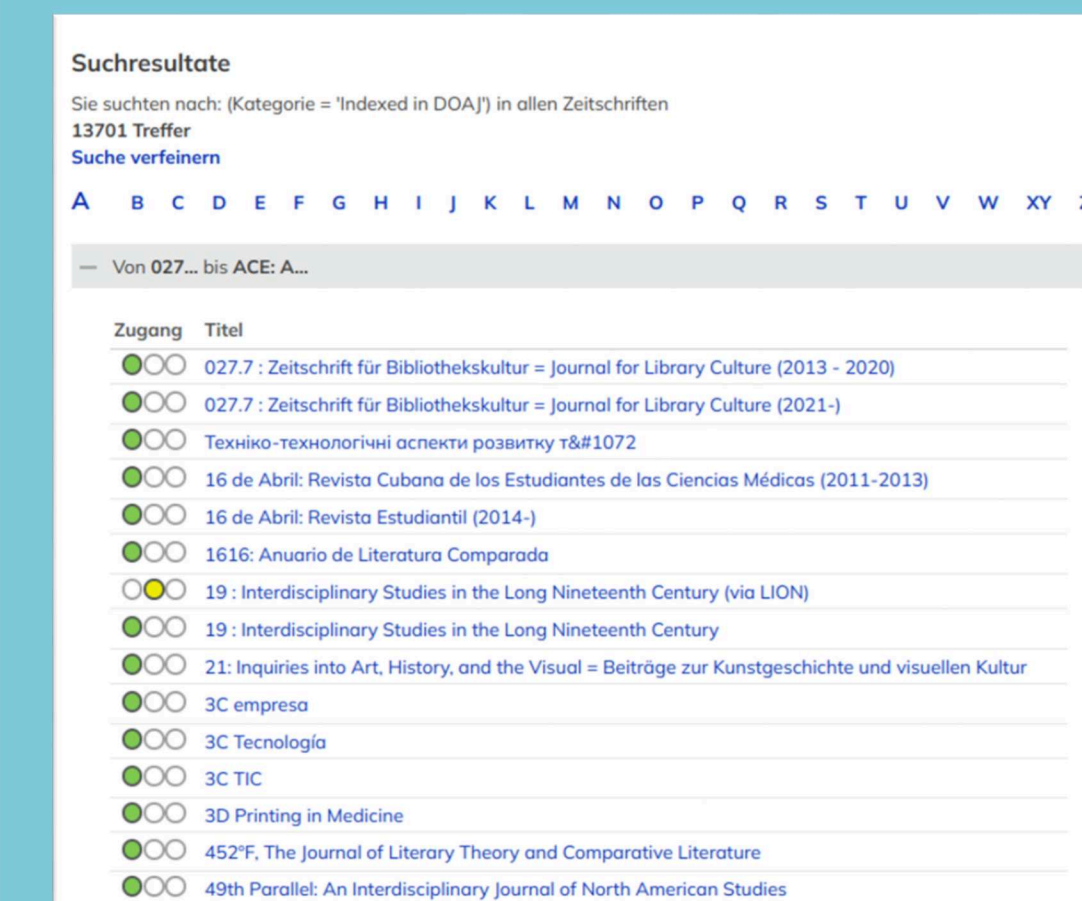 Suchresultate
Sie suchten nach: (Kategorie = 'Indexed in DOAJ') in allen Zeitschriften
13701 Treffer
Suche verfeinern
A B C D E F G H I J K L M N O P Q R S T U V W XY
Von 027... bis ACE: A...
Zugang Titel
027.7 : Zeitschrift für Bibliothekskultur = Journal for Library Culture (2013 - 2020)
027.7 : Zeitschrift für Bibliothekskultur = Journal for Library Culture (2021-)
Техніко-технологічні аспекти розвитку т&#1072
16 de Abril: Revista Cubana de los Estudiantes de las Ciencias Médicas (2011-2013)
16 de Abril: Revista Estudiantil (2014-)
1616: Anuario de Literatura Comparada
19 : Interdisciplinary Studies in the Long Nineteenth Century (via LION)
19 : Interdisciplinary Studies in the Long Nineteenth Century
21: Inquiries into Art, History, and the Visual = Beiträge zur Kunstgeschichte und visuellen Kultur
3C empresa
3C Tecnología
3C TIC
3D Printing in Medicine
452°F, The Journal of Literary Theory and Comparative Literature
49th Parallel: An Interdisciplinary Journal of North American Studies